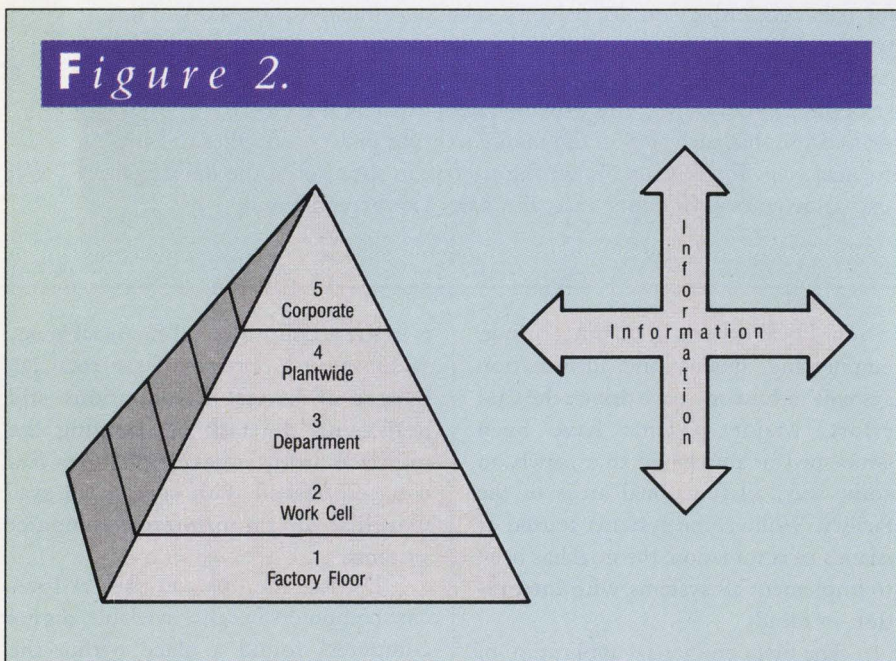 Figure 2.
5
Corporate
4
Plantwide
3
Department
2
Work Cell
1
Factory Floor
Information
Information